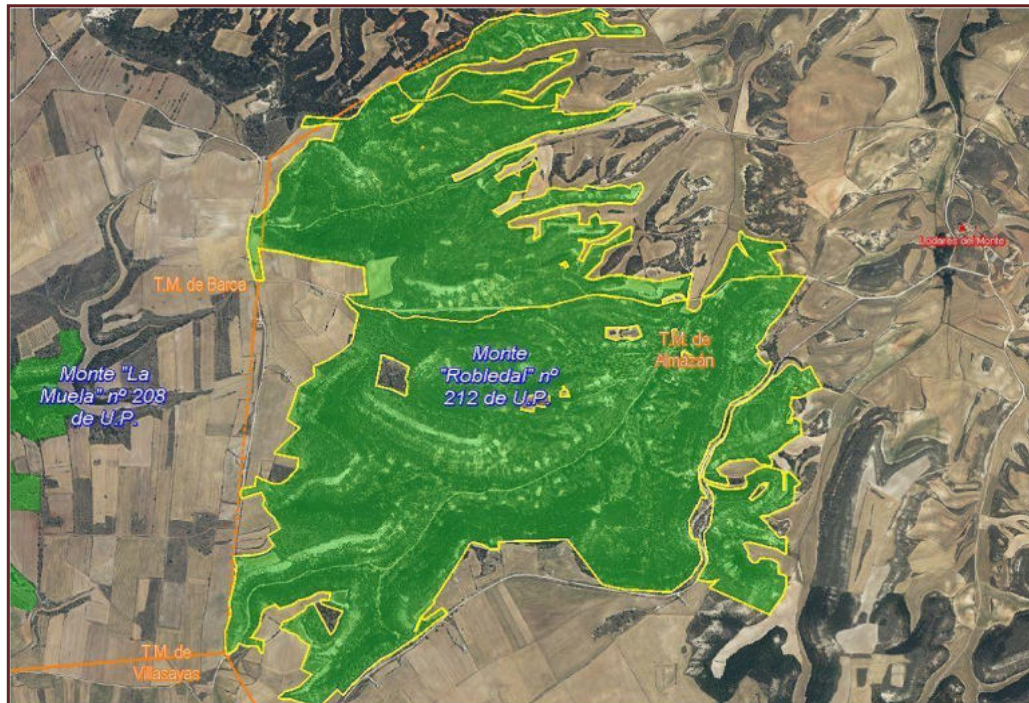 Lodares del Monte
T.M. de Barca
T.M. de
Almazán
Monte
"Robledal" nº
212 de U.P.
Monte "La
Muela" nº 208
de U.P.
T.M. de
Villasayas